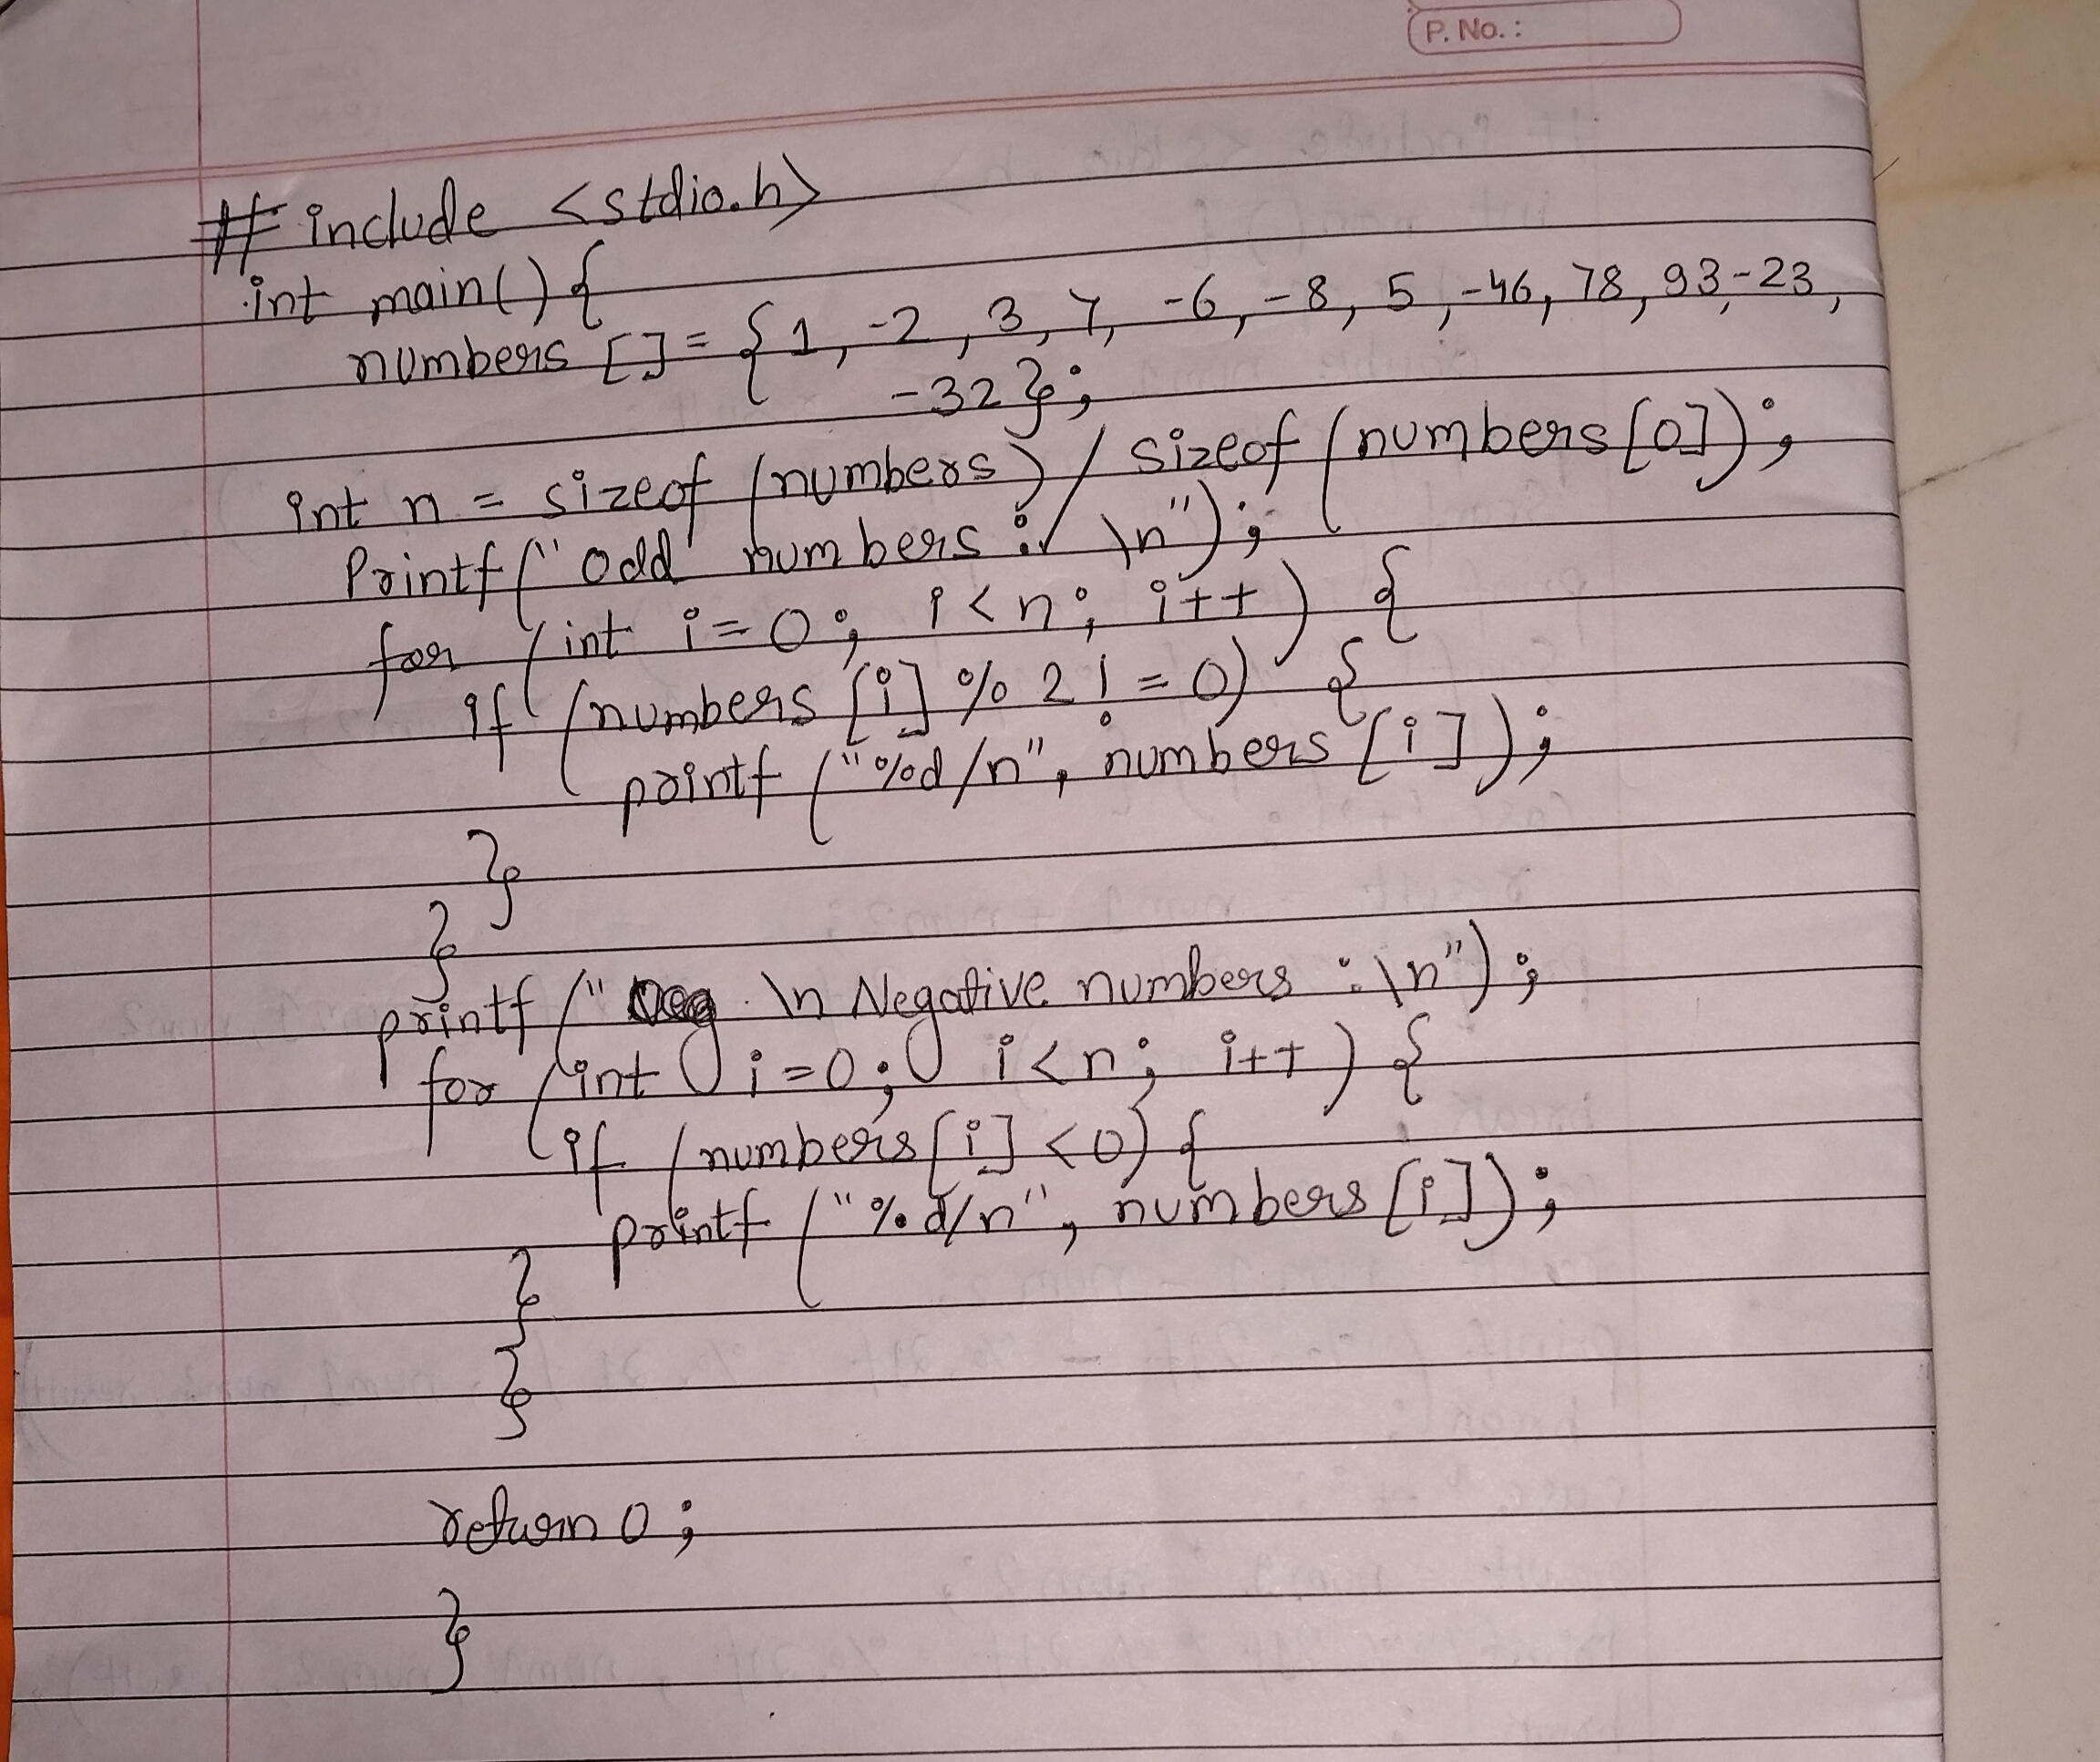 P. No. :
# include <stdio.h>
int main() {
numbers [] = { 1, -2, 3, 7, -6, -8, 5, -46, 78, 93, -23,
-32 };
int n = sizeof (numbers) / sizeof (numbers [0]);
Printf (" Odd numbers : \n");
for (int i = 0; i < n; i++) {
if (numbers [i] % 2 ! = 0) {
printf ("%d/n", numbers [i]);
}
}
printf (" \n Negative numbers : \n");
for (int i = 0; i < n; i++) {
if (numbers [i] < 0) {
printf ("%d/n", numbers [i]);
}
}
return 0;
}